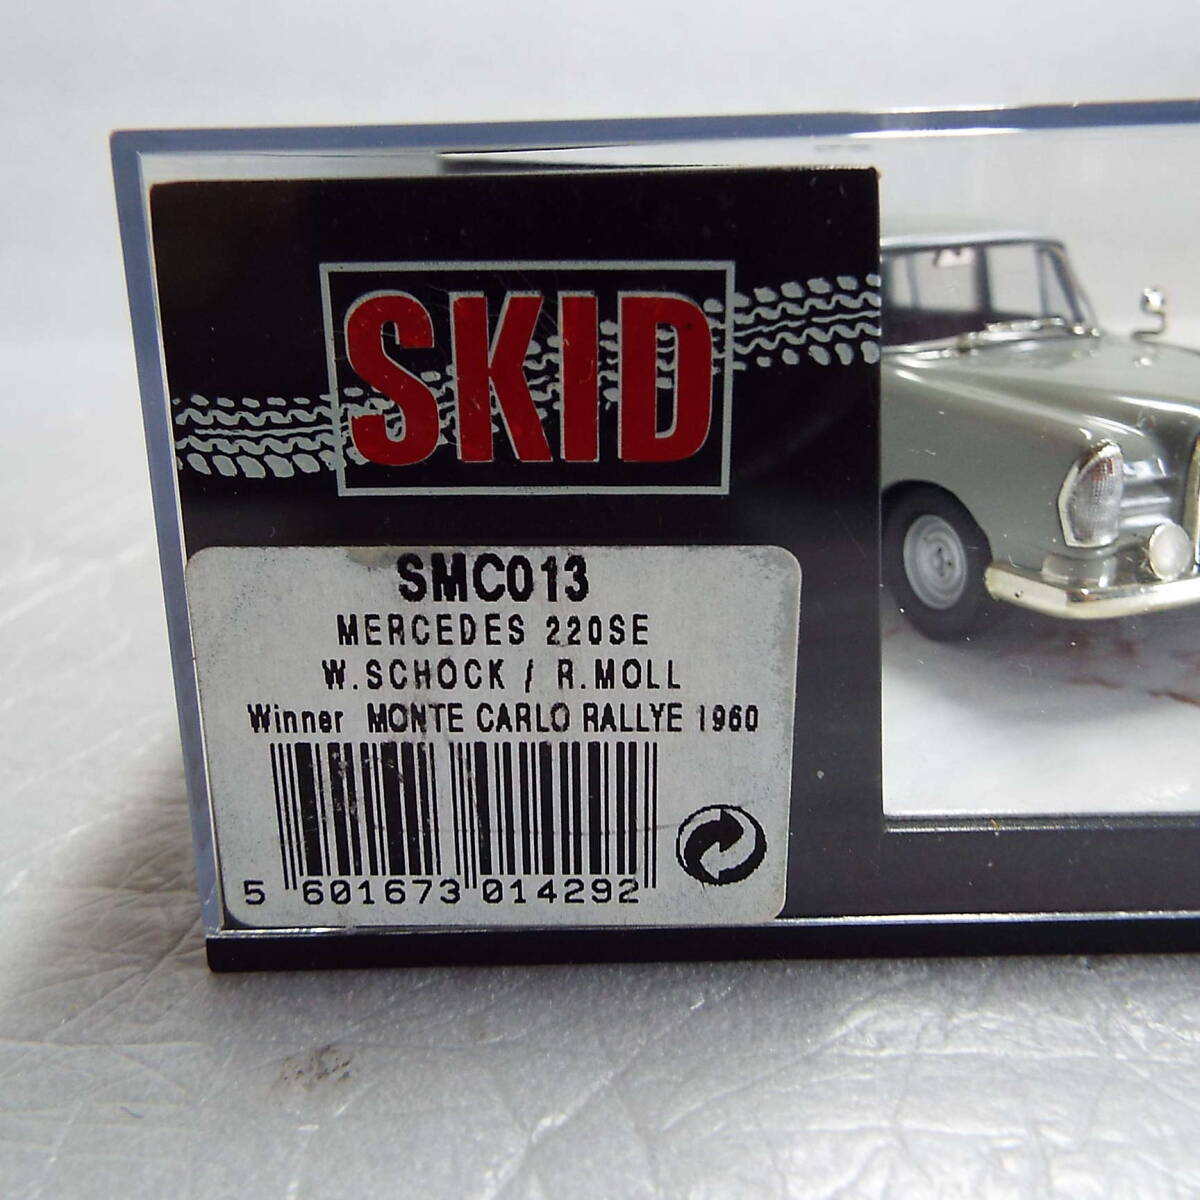 SKID
SMC013
MERCEDES 220SE
W.SCHOCK / R.MOLL
Winner MONTE CARLO RALLYE 1960
5 601673 014292